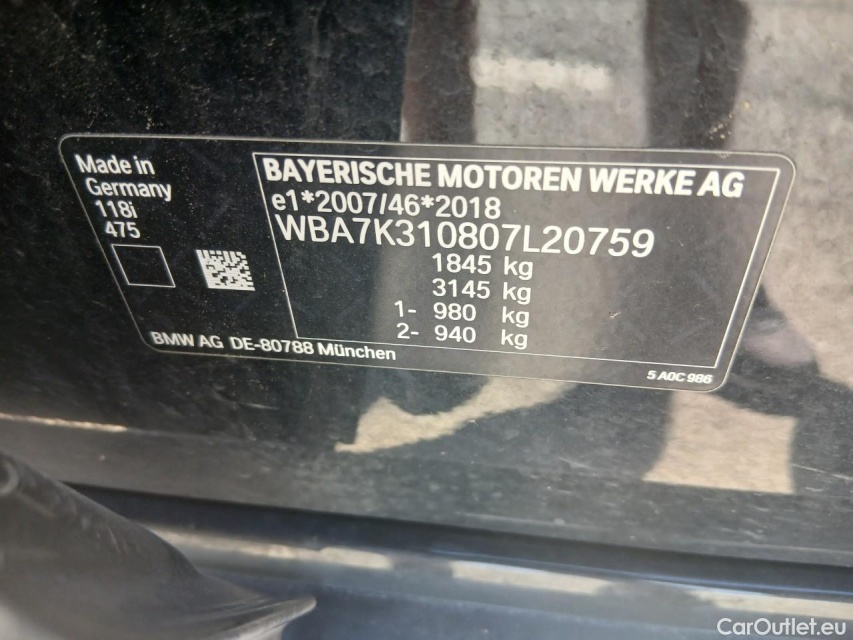 Made in
Germany
118i
475
BAYERISCHE MOTOREN WERKE AG
e1*2007/46*2018
WBA7K310807L20759
1845 kg
3145 kg
1- 980 kg
2- 940 kg
BMW AG DE-80788 München
5 A0C 986
CarOutlet.eu